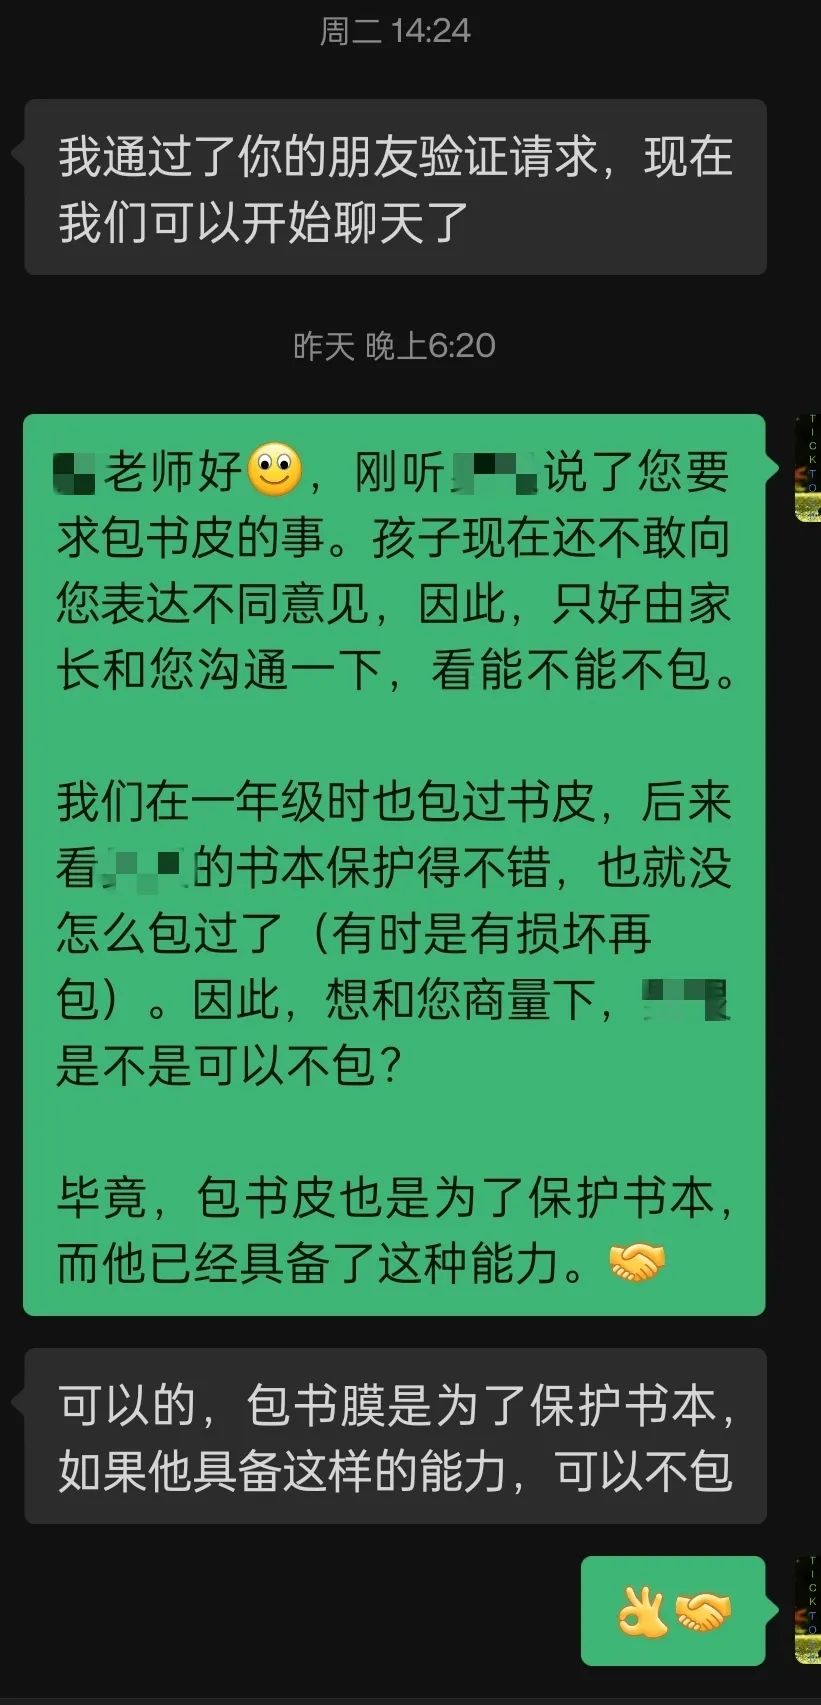 周二 14:24
我通过了你的朋友验证请求，现在
我们可以开始聊天了
昨天 晚上6:20
老师好，刚听说了您要
求包书皮的事。孩子现在还不敢向
您表达不同意见，因此，只好由家
长和您沟通一下，看能不能不包。
我们在一年级时也包过书皮，后来
看的书本保护得不错，也就没
怎么包过了（有时是有损坏再
包）。因此，想和您商量下，
是不是可以不包？
毕竟，包书皮也是为了保护书本，
而他已经具备了这种能力。
可以的，包书膜是为了保护书本，
如果他具备这样的能力，可以不包
TICKTO
TICKTO